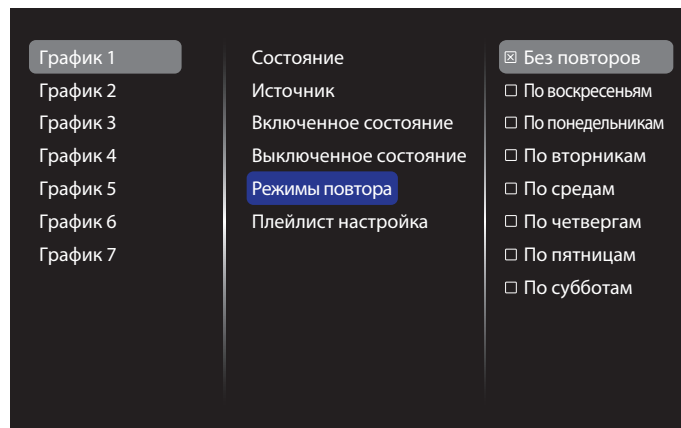 График 1
График 2
График 3
График 4
График 5
График 6
График 7
Состояние
Источник
Включенное состояние
Выключенное состояние
Режимы повтора
Плейлист настройка
☒ Без повторов
☐ По воскресеньям
☐ По понедельникам
☐ По вторникам
☐ По средам
☐ По четвергам
☐ По пятницам
☐ По субботам